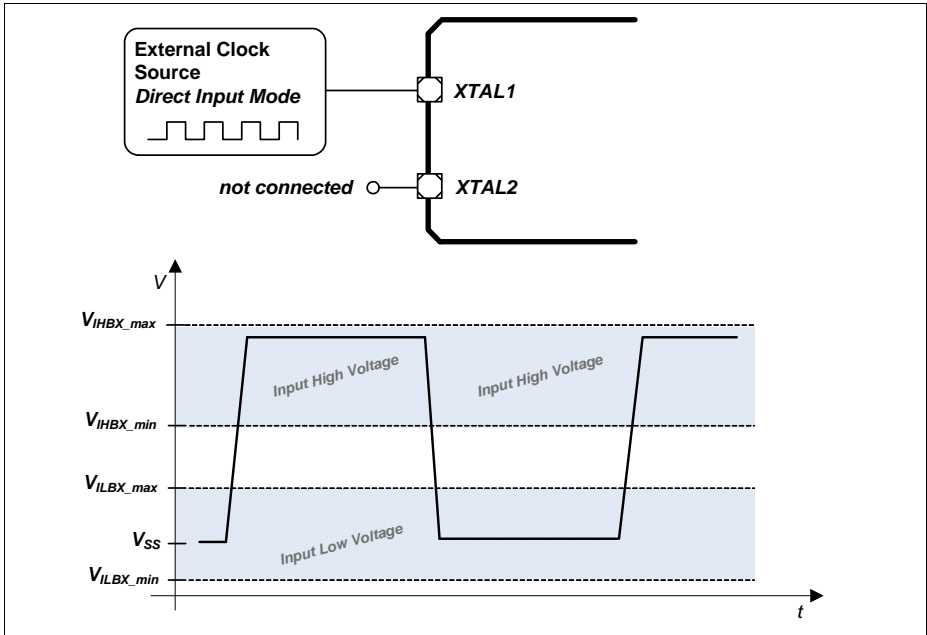 External Clock
Source
Direct Input Mode
XTAL1
not connected
XTAL2
V
VIHBX_max
Input High Voltage
Input High Voltage
VIHBX_min
VILBX_max
VSS
Input Low Voltage
VILBX_min
t